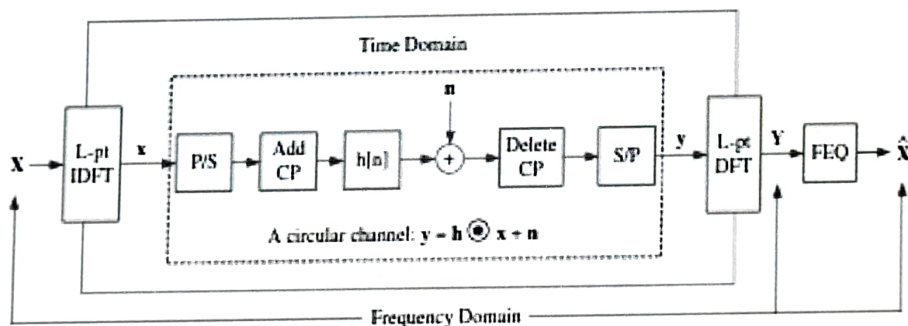 Time Domain
n
X
L-pt
IDFT
x
P/S
Add
CP
h[n]
+
Delete
CP
S/P
y
L-pt
DFT
Y
FEQ
X̂
A circular channel: y = h ⊛ x + n
Frequency Domain